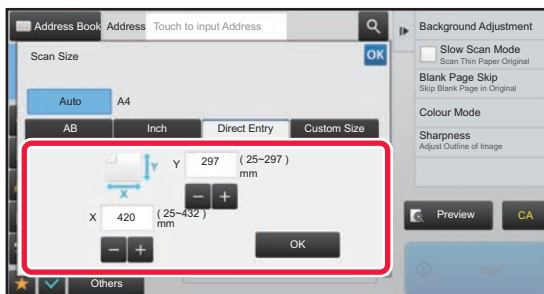 Address Book Address Touch to input Address
Scan Size OK
Auto A4
AB Inch Direct Entry Custom Size
Y 297 (25~297)
mm
Y
X
X 420 (25~432)
mm
OK
Others
Background Adjustment
Slow Scan Mode
Scan Thin Paper Original
Blank Page Skip
Skip Blank Page in Original
Colour Mode
Sharpness
Adjust Outline of Image
Preview CA
Start